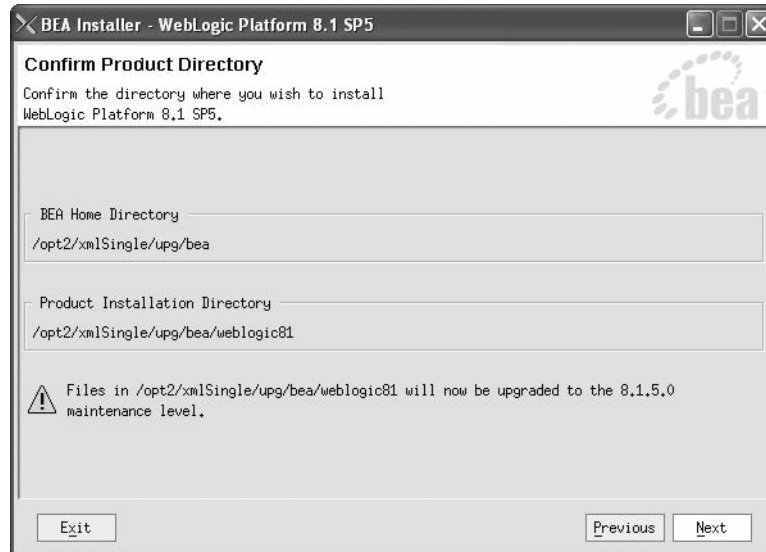 BEA Installer - WebLogic Platform 8.1 SP5
Confirm Product Directory
Confirm the directory where you wish to install
WebLogic Platform 8.1 SP5.
bea
BEA Home Directory
/opt2/xmlSingle/upg/bea
Product Installation Directory
/opt2/xmlSingle/upg/bea/weblogic81
Files in /opt2/xmlSingle/upg/bea/weblogic81 will now be upgraded to the 8.1.5.0
maintenance level.
Exit
Previous
Next